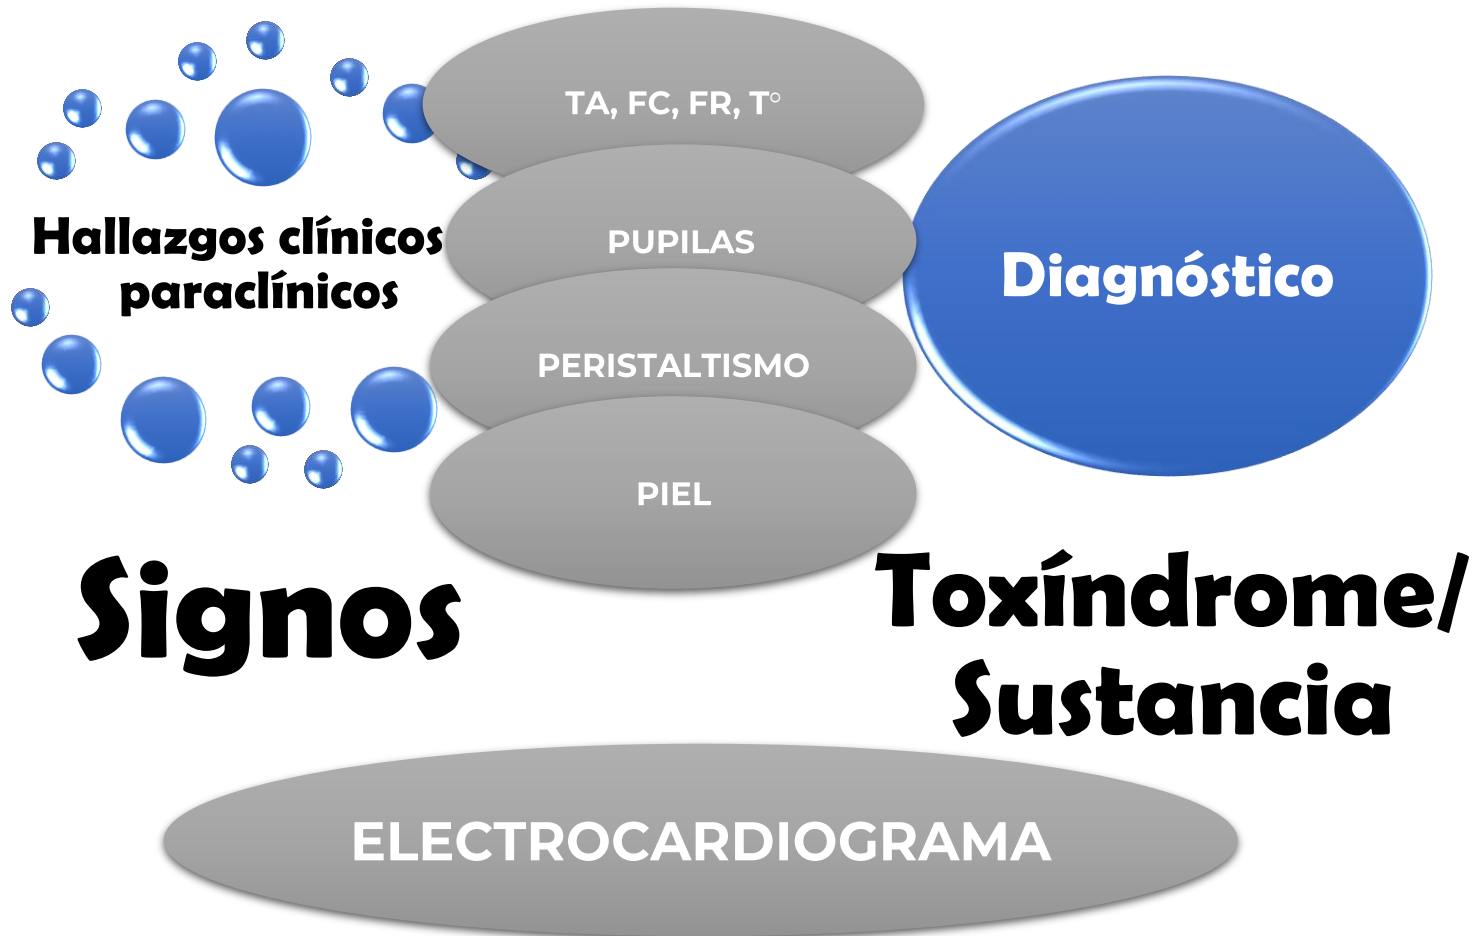 TA, FC, FR, T°
Hallazgos clínicos
paraclínicos
PUPILAS
PERISTALTISMO
PIEL
Diagnóstico
Signos
Toxíndrome/
Sustancia
ELECTROCARDIOGRAMA